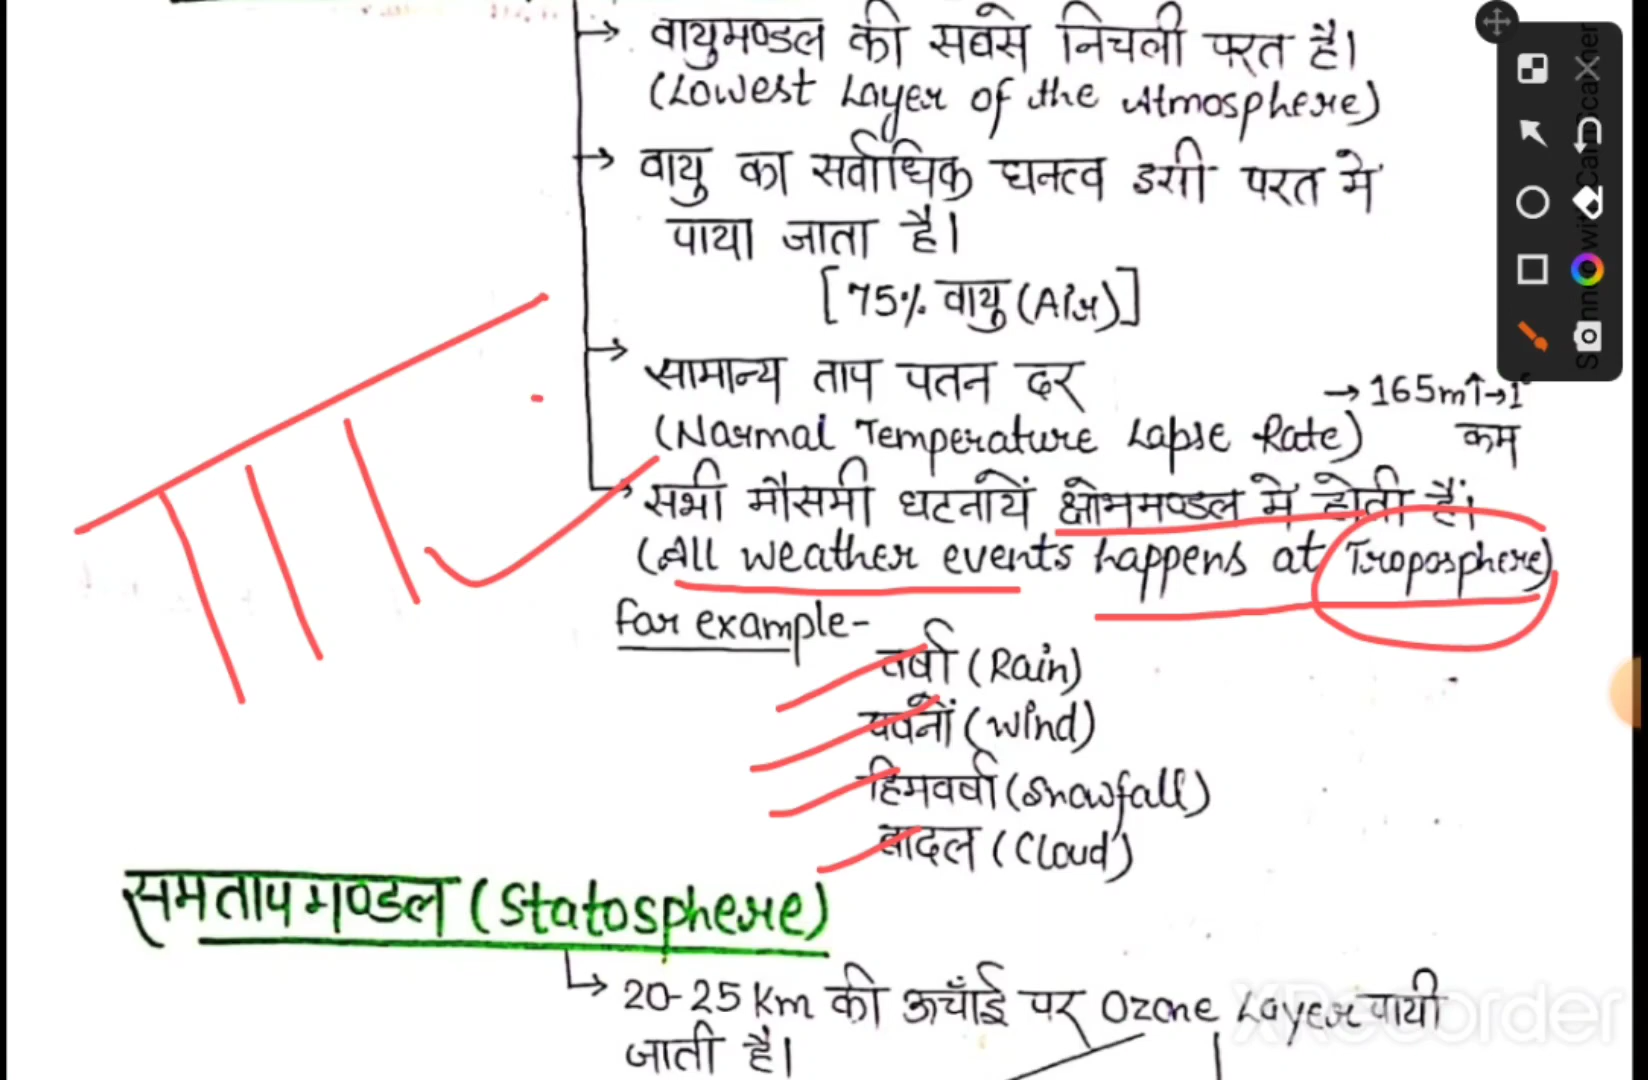 वायुमण्डल की सबसे निचली परत है।
(Lowest Layer of the Atmosphere)
वायु का सर्वाधिक घनत्व इसी परत में
पाया जाता है।
[75% वायु (Air)]
सामान्य ताप पतन दर
→ 165m↑→1°
(Normal Temperature Lapse Rate) कम
सभी मौसमी घटनायें क्षोभमण्डल में होती हैं।
(All weather events happens at Troposphere)
for example-
वर्षा (Rain)
पवनों (Wind)
हिमवर्षा (Snowfall)
बादल (Cloud)
समतापमण्डल (Statosphere)
20-25 Km की ऊचाँई पर Ozone Layer पायी
जाती है।
XRecorder